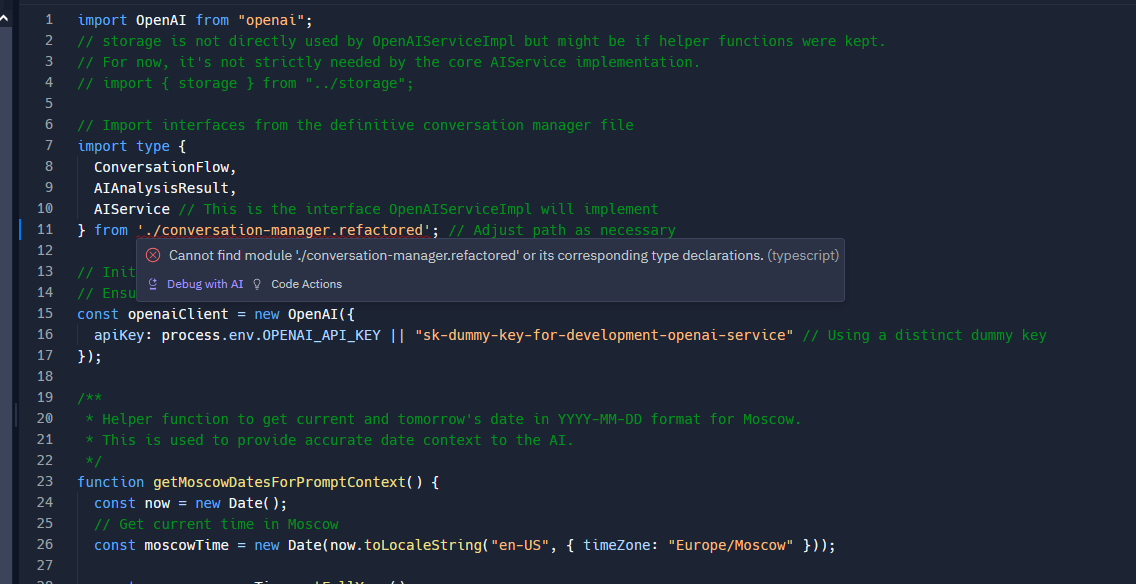 1 import OpenAI from "openai";
2 // storage is not directly used by OpenAIServiceImpl but might be if helper functions were kept.
3 // For now, it's not strictly needed by the core AIService implementation.
4 // import { storage } from "../storage";
5
6 // Import interfaces from the definitive conversation manager file
7 import type {
8 ConversationFlow,
9 AIAnalysisResult,
10 AIService // This is the interface OpenAIServiceImpl will implement
11 } from './conversation-manager.refactored'; // Adjust path as necessary
12
Cannot find module './conversation-manager.refactored' or its corresponding type declarations. (typescript)
13 // Init
Debug with AI Code Actions
14 // Ensu
15 const openaiClient = new OpenAI({
16 apiKey: process.env.OPENAI_API_KEY || "sk-dummy-key-for-development-openai-service" // Using a distinct dummy key
17 });
18
19 /**
20 * Helper function to get current and tomorrow's date in YYYY-MM-DD format for Moscow.
21 * This is used to provide accurate date context to the AI.
22 */
23 function getMoscowDatesForPromptContext() {
24 const now = new Date();
25 // Get current time in Moscow
26 const moscowTime = new Date(now.toLocaleString("en-US", { timeZone: "Europe/Moscow" }));
27